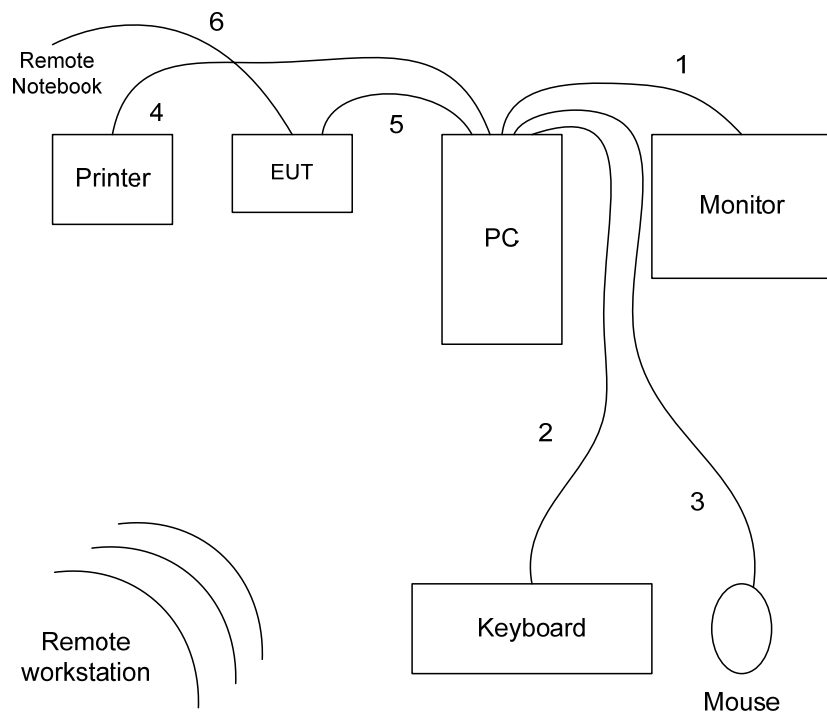 6
Remote
Notebook
1
4
5
Printer
EUT
PC
Monitor
2
3
Remote
workstation
Keyboard
Mouse